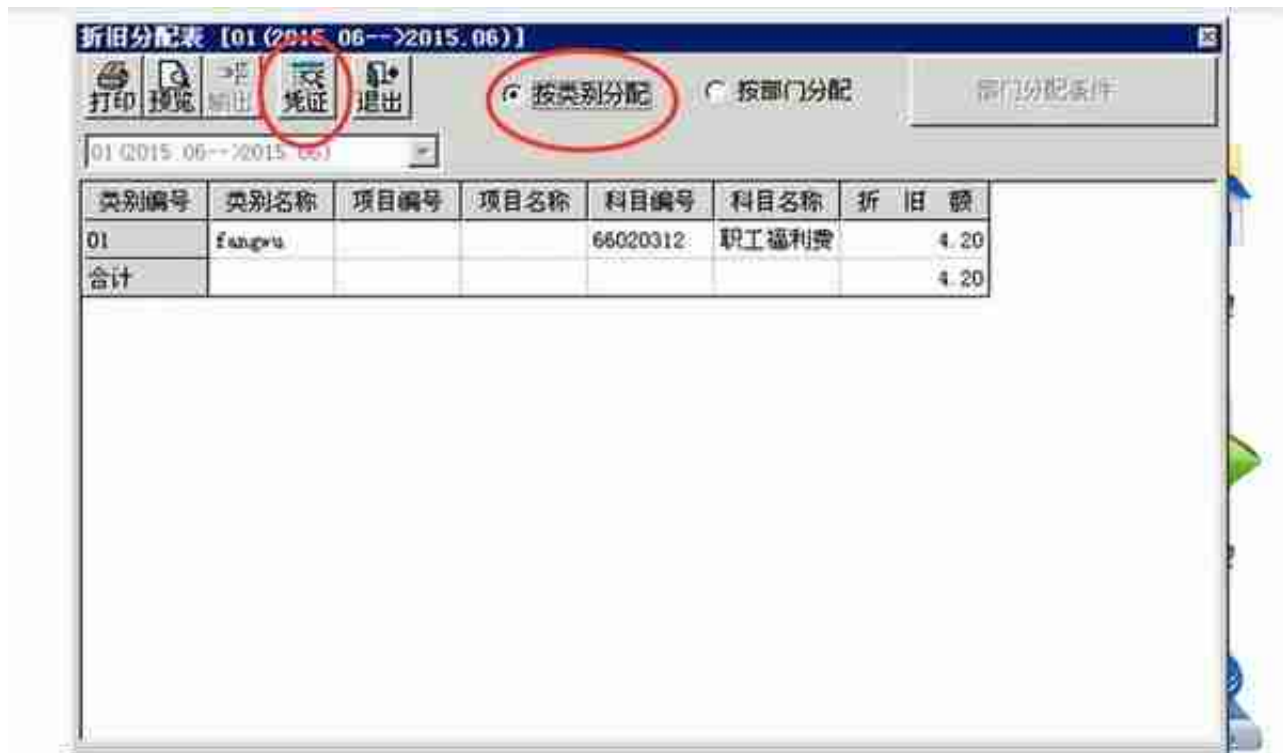 折旧分配表 [01(2015.06-->2015.06)]
打印 预览 输出 凭证 退出 按类别分配 按部门分配 部门分配条件
01(2015.06-->2015.06)
类别编号 类别名称 项目编号 项目名称 科目编号 科目名称 折 旧 额
01 fangwu 66020312 职工福利费 4.20
合计 4.20